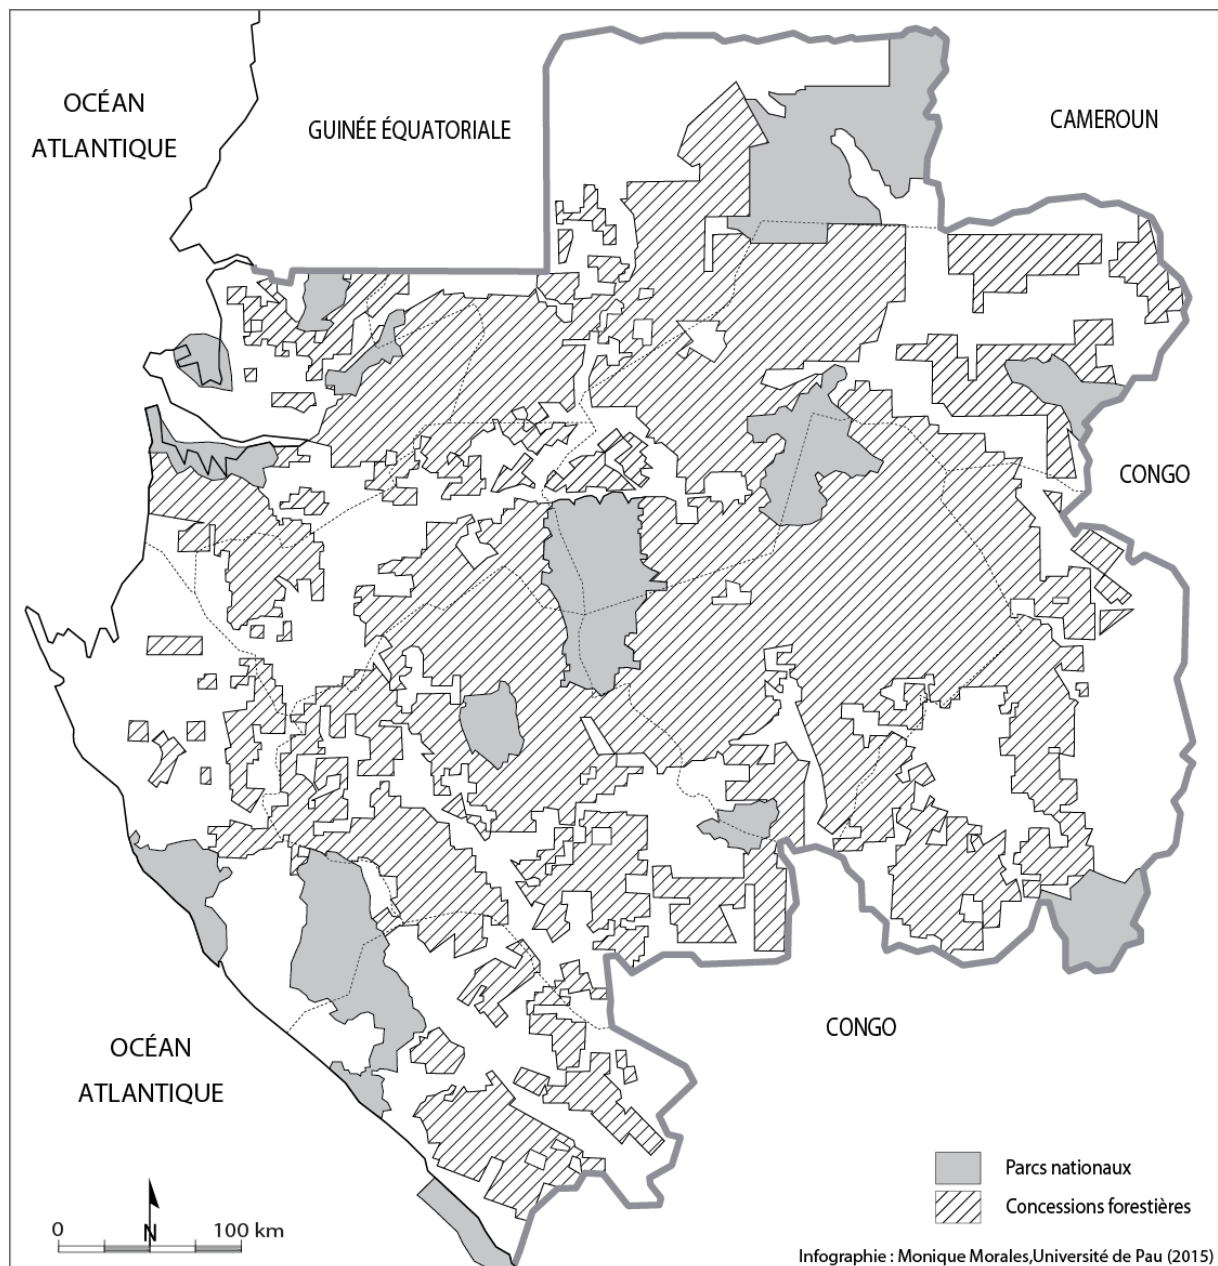 OCÉAN
ATLANTIQUE
GUINÉE ÉQUATORIALE
CAMEROUN
CONGO
CONGO
OCÉAN
ATLANTIQUE
Parcs nationaux
Concessions forestières
0 N 100 km
Infographie : Monique Morales,Université de Pau (2015)